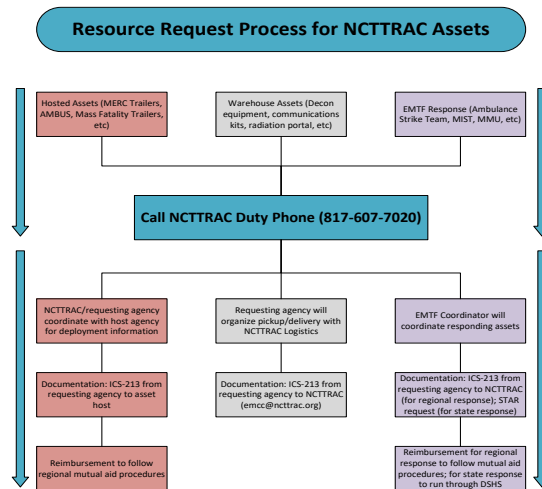 Resource Request Process for NCTTRAC Assets
Hosted Assets (MERC Trailers,
AMBUS, Mass Fatality Trailers,
etc)
Warehouse Assets (Decon
equipment, communications
kits, radiation portal, etc)
EMTF Response (Ambulance
Strike Team, MIST, MMU, etc)
Call NCTTRAC Duty Phone (817-607-7020)
NCTTRAC/requesting agency
coordinate with host agency
for deployment information
Requesting agency will
organize pickup/delivery with
NCTTRAC Logistics
EMTF Coordinator will
coordinate responding assets
Documentation: ICS-213 from
requesting agency to asset
host
Documentation: ICS-213 from
requesting agency to NCTTRAC
(emcc@ncttrac.org)
Documentation: ICS-213 from
requesting agency to NCTTRAC
(for regional response); STAR
request (for state response)
Reimbursement to follow
regional mutual aid procedures
Reimbursement for regional
response to follow mutual aid
procedures; for state response
to run through DSHS